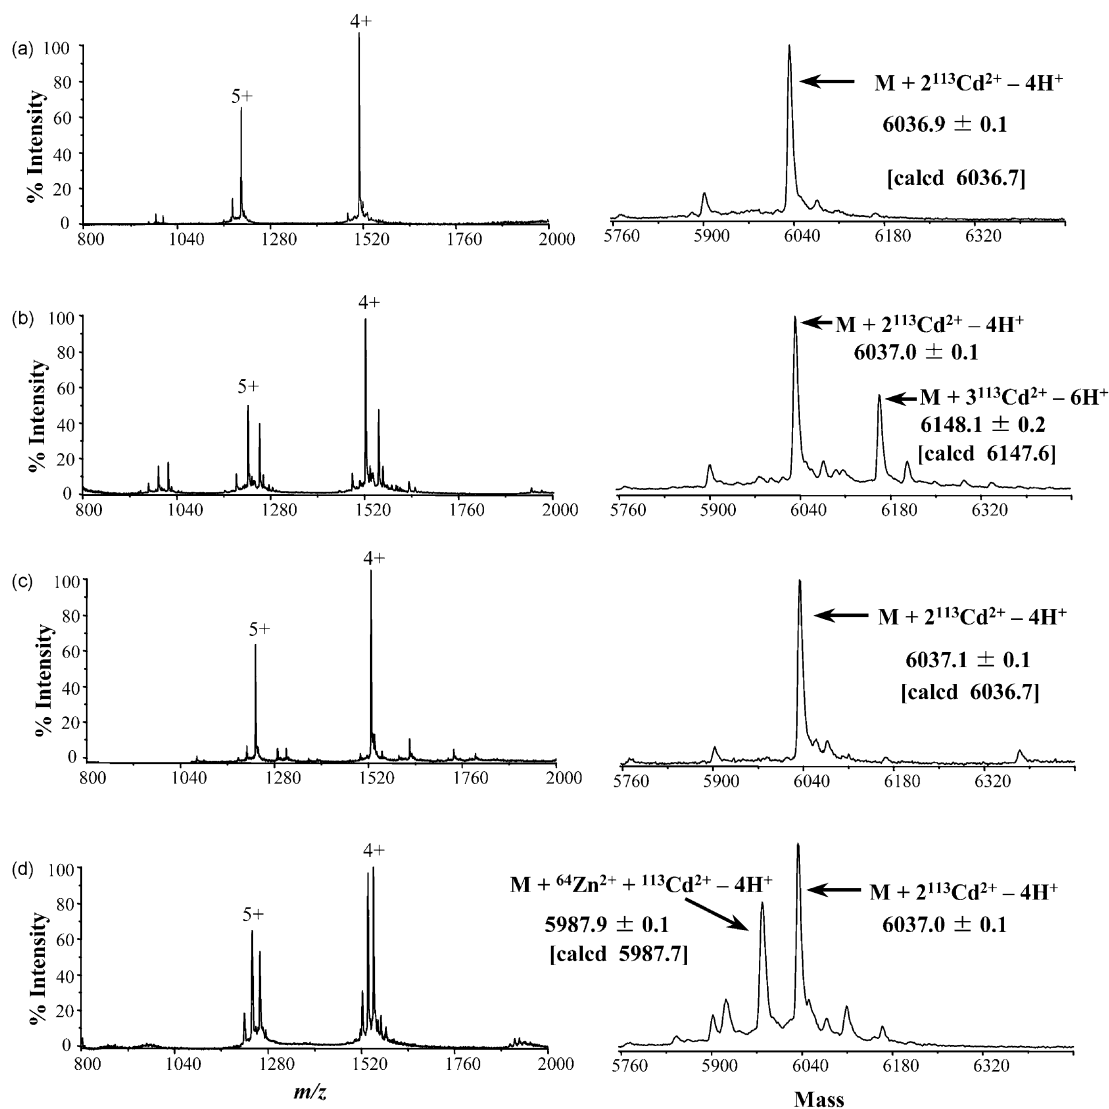 (a)
% Intensity
100
80
60
40
20
0
5+
4+
800 1040 1280 1520 1760 2000
M + 2¹¹³Cd²⁺ – 4H⁺
6036.9 ± 0.1
[calcd 6036.7]
5760 5900 6040 6180 6320
(b)
% Intensity
100
80
60
40
20
0
5+
4+
800 1040 1280 1520 1760 2000
M + 2¹¹³Cd²⁺ – 4H⁺
6037.0 ± 0.1
M + 3¹¹³Cd²⁺ – 6H⁺
6148.1 ± 0.2
[calcd 6147.6]
5760 5900 6040 6180 6320
(c)
% Intensity
100
80
60
40
20
0
5+
4+
800 1040 1280 1520 1760 2000
M + 2¹¹³Cd²⁺ – 4H⁺
6037.1 ± 0.1
[calcd 6036.7]
5760 5900 6040 6180 6320
(d)
% Intensity
100
80
60
40
20
0
5+
4+
800 1040 1280 1520 1760 2000
m/z
M + ⁶⁴Zn²⁺ + ¹¹³Cd²⁺ – 4H⁺
5987.9 ± 0.1
[calcd 5987.7]
M + 2¹¹³Cd²⁺ – 4H⁺
6037.0 ± 0.1
5760 5900 6040 6180 6320
Mass